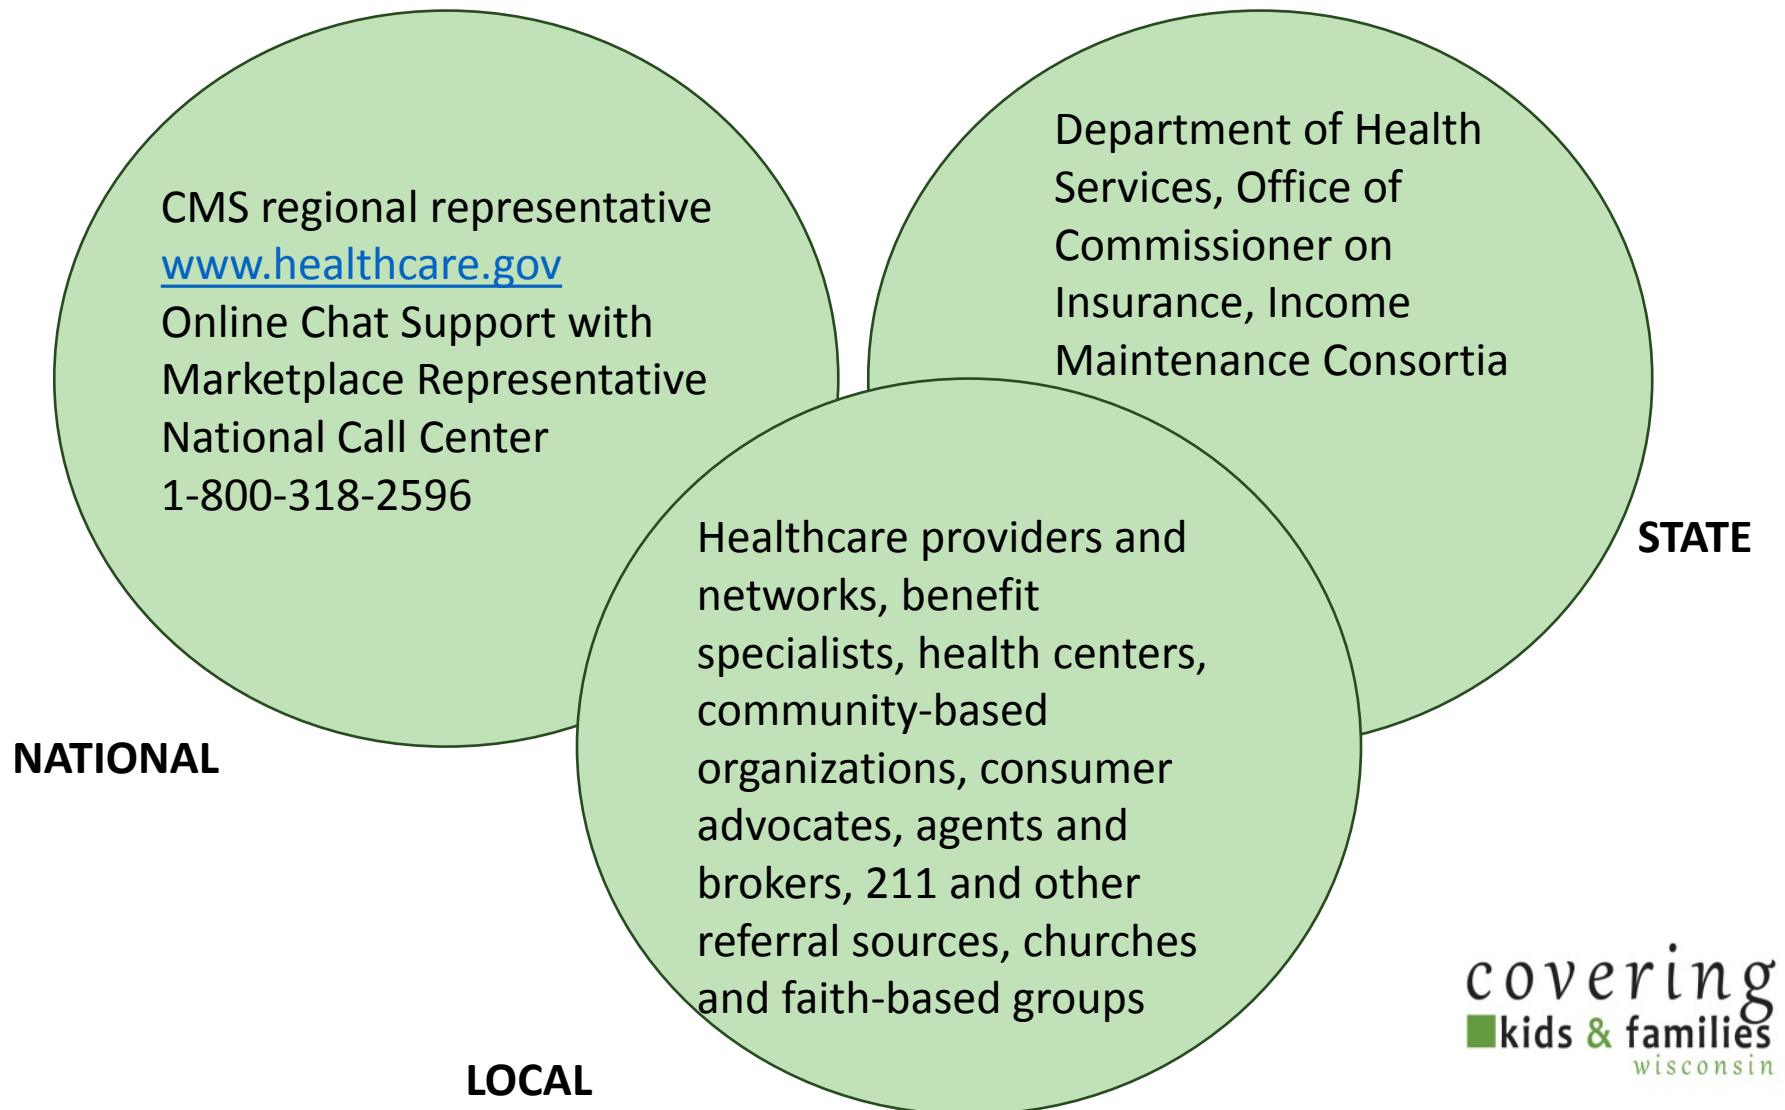 CMS regional representative
www.healthcare.gov
Online Chat Support with
Marketplace Representative
National Call Center
1-800-318-2596
NATIONAL
Department of Health
Services, Office of
Commissioner on
Insurance, Income
Maintenance Consortia
STATE
Healthcare providers and
networks, benefit
specialists, health centers,
community-based
organizations, consumer
advocates, agents and
brokers, 211 and other
referral sources, churches
and faith-based groups
LOCAL
covering
kids & families
wisconsin